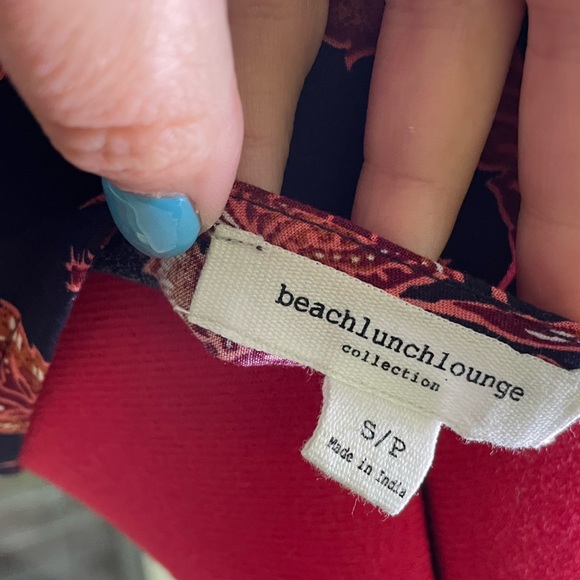 beachlunchlounge
collection
S/P
Made in India